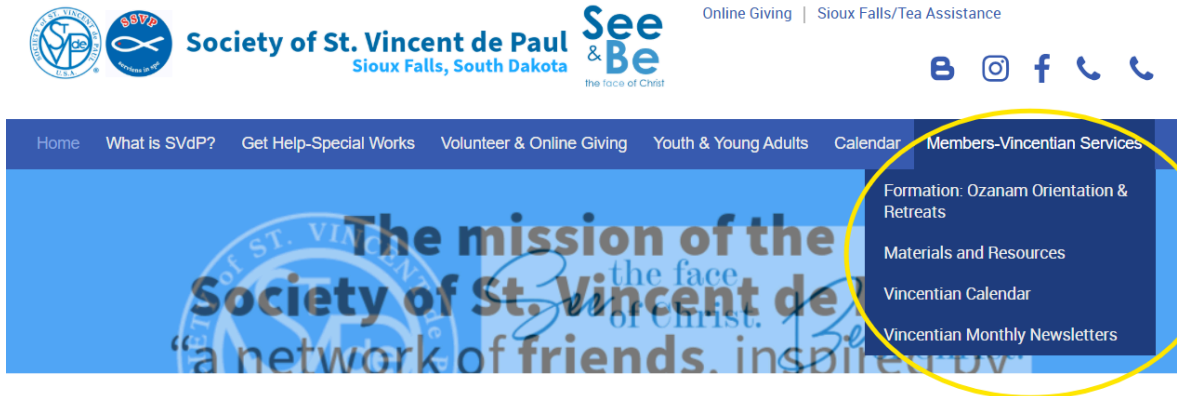 Online Giving | Sioux Falls/Tea Assistance
SSVP
Society of St. Vincent de Paul
Sioux Falls, South Dakota
See
& Be
the face of Christ
Home What is SVdP? Get Help-Special Works Volunteer & Online Giving Youth & Young Adults Calendar Members-Vincentian Services
Formation: Ozanam Orientation &
Retreats
Materials and Resources
Vincentian Calendar
Vincentian Monthly Newsletters
The mission of the
Society of St. Vincent de
“a network of friends, inspired by
the face
of Christ.